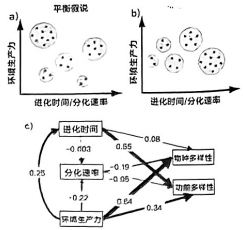 平衡假说
a)
b)
环境生产力
环境生产力
进化时间/分化速率
进化时间/分化速率
c)
进化时间
0.08
-0.003
0.55
0.25
分化速率
-0.19
-0.05
物种多样性
功能多样性
-0.22
0.64
0.34
环境生产力